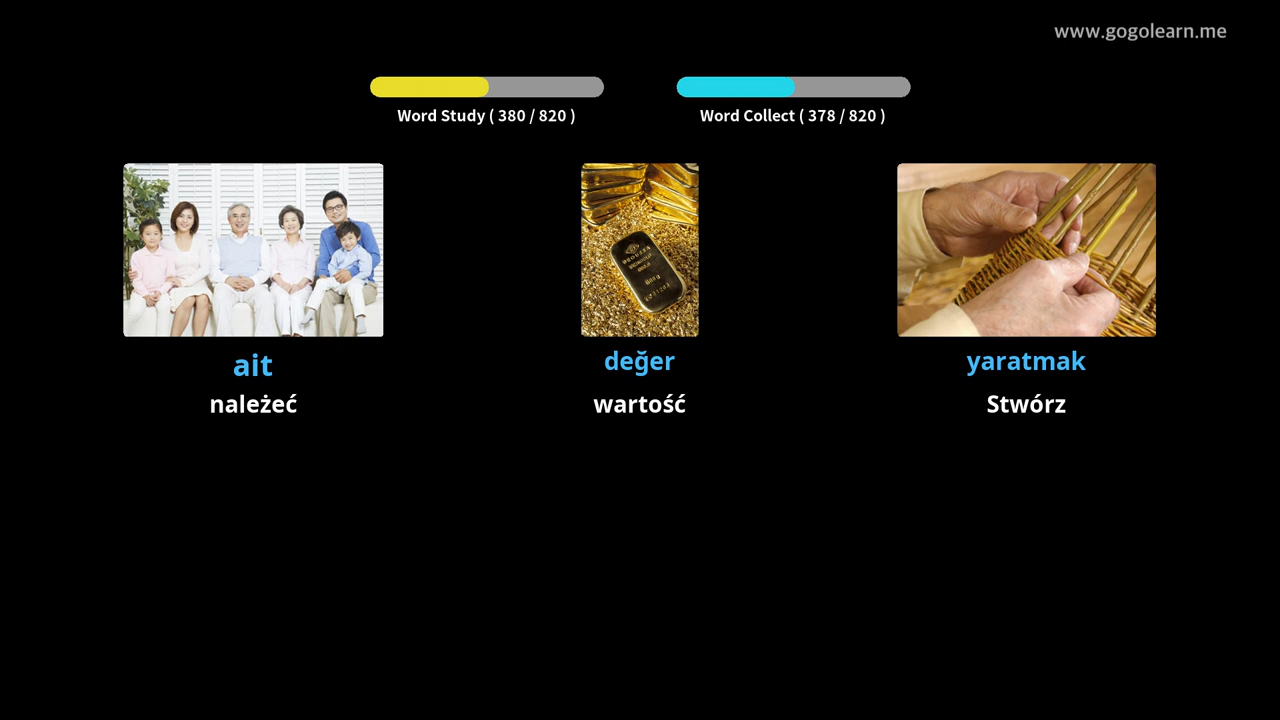 www.gogolearn.me
Word Study ( 380 / 820 )
Word Collect ( 378 / 820 )
ait
değer
yaratmak
należeć
wartość
Stwórz